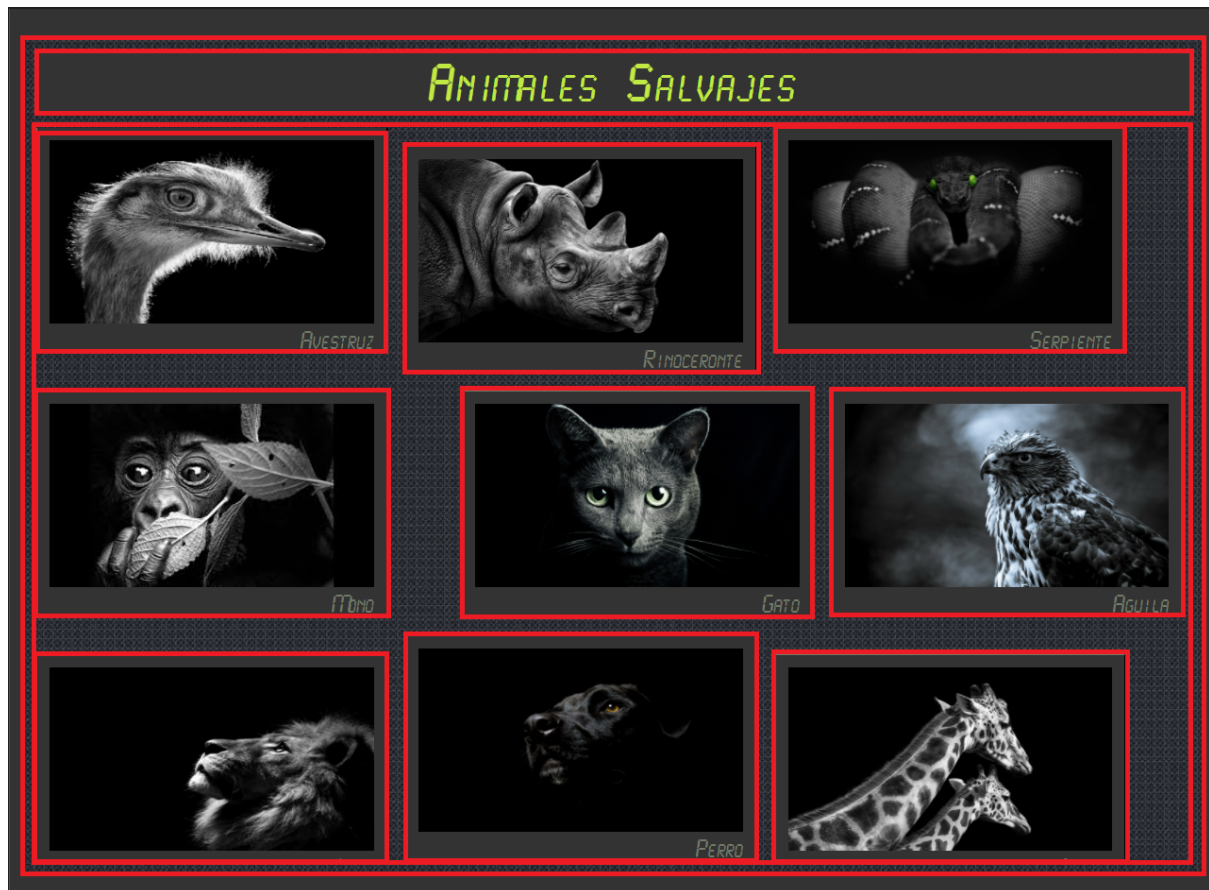 Animales Salvajes
Avestruz
Rinoceronte
Serpiente
Mono
Gato
Aguila
Perro